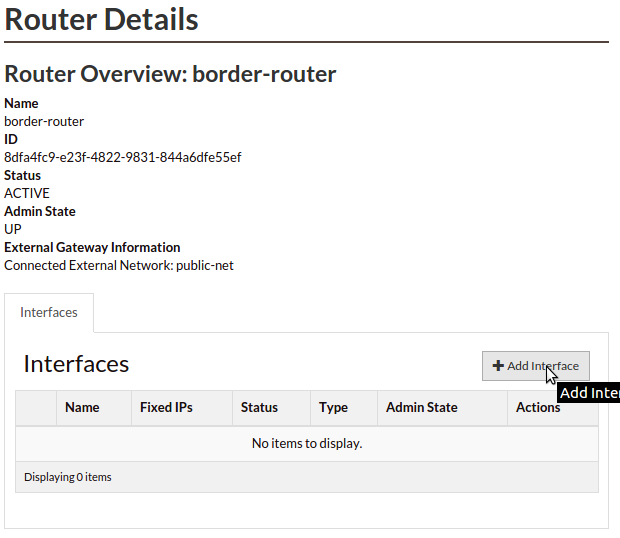 Router Details
Router Overview: border-router
Name
border-router
ID
8dfa4fc9-e23f-4822-9831-844a6dfe55ef
Status
ACTIVE
Admin State
UP
External Gateway Information
Connected External Network: public-net
Interfaces
Interfaces
Add Interface
Add Inte
Name Fixed IPs Status Type Admin State Actions
No items to display.
Displaying 0 items